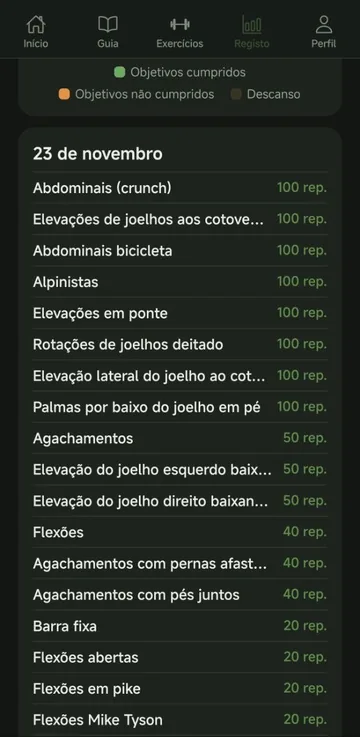 Início Guia Exercícios Registo Perfil
Objetivos cumpridos
Objetivos não cumpridos Descanso
23 de novembro
Abdominais (crunch) 100 rep.
Elevações de joelhos aos cotove... 100 rep.
Abdominais bicicleta 100 rep.
Alpinistas 100 rep.
Elevações em ponte 100 rep.
Rotações de joelhos deitado 100 rep.
Elevação lateral do joelho ao cot... 100 rep.
Palmas por baixo do joelho em pé 100 rep.
Agachamentos 50 rep.
Elevação do joelho esquerdo baix... 50 rep.
Elevação do joelho direito baixan... 50 rep.
Flexões 40 rep.
Agachamentos com pernas afast... 40 rep.
Agachamentos com pés juntos 40 rep.
Barra fixa 20 rep.
Flexões abertas 20 rep.
Flexões em pike 20 rep.
Flexões Mike Tyson 20 rep.